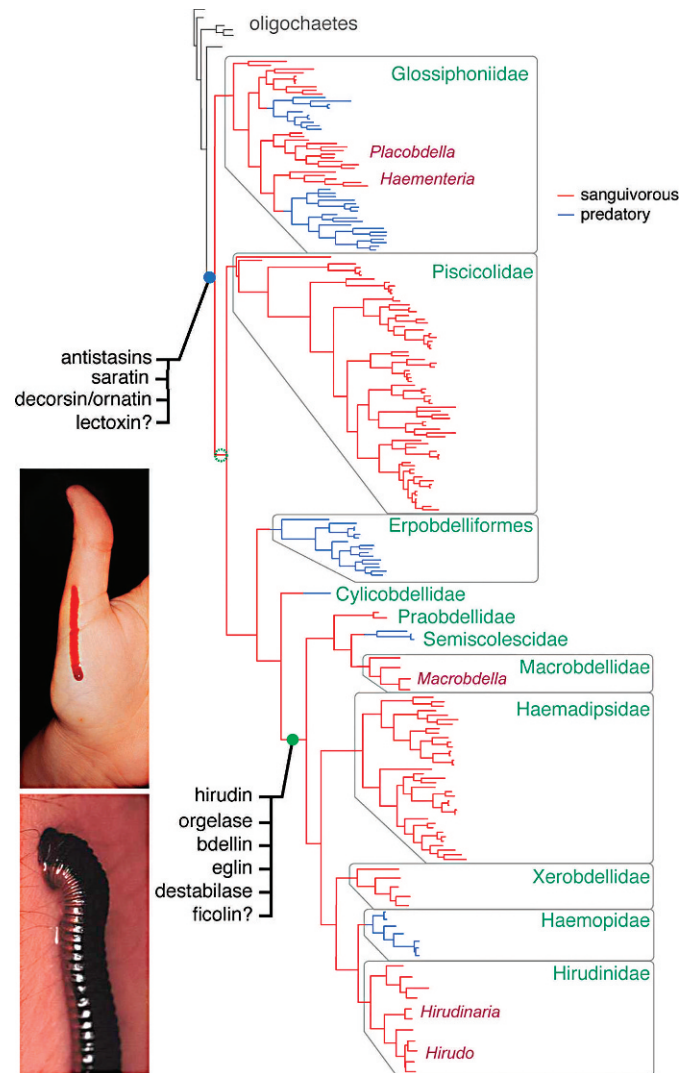 oligochaetes
Glossiphoniidae
Placobdella
Haementeria
sanguivorous
predatory
Piscicolidae
antistasins
saratin
decorsin/ornatin
lectoxin?
Erpobdelliformes
Cylicobdellidae
Praobdellidae
Semiscolescidae
Macrobdellidae
Macrobdella
Haemadipsidae
hirudin
orgelase
bdellin
eglin
destabilase
ficolin?
Xerobdellidae
Haemopidae
Hirudinidae
Hirudinaria
Hirudo